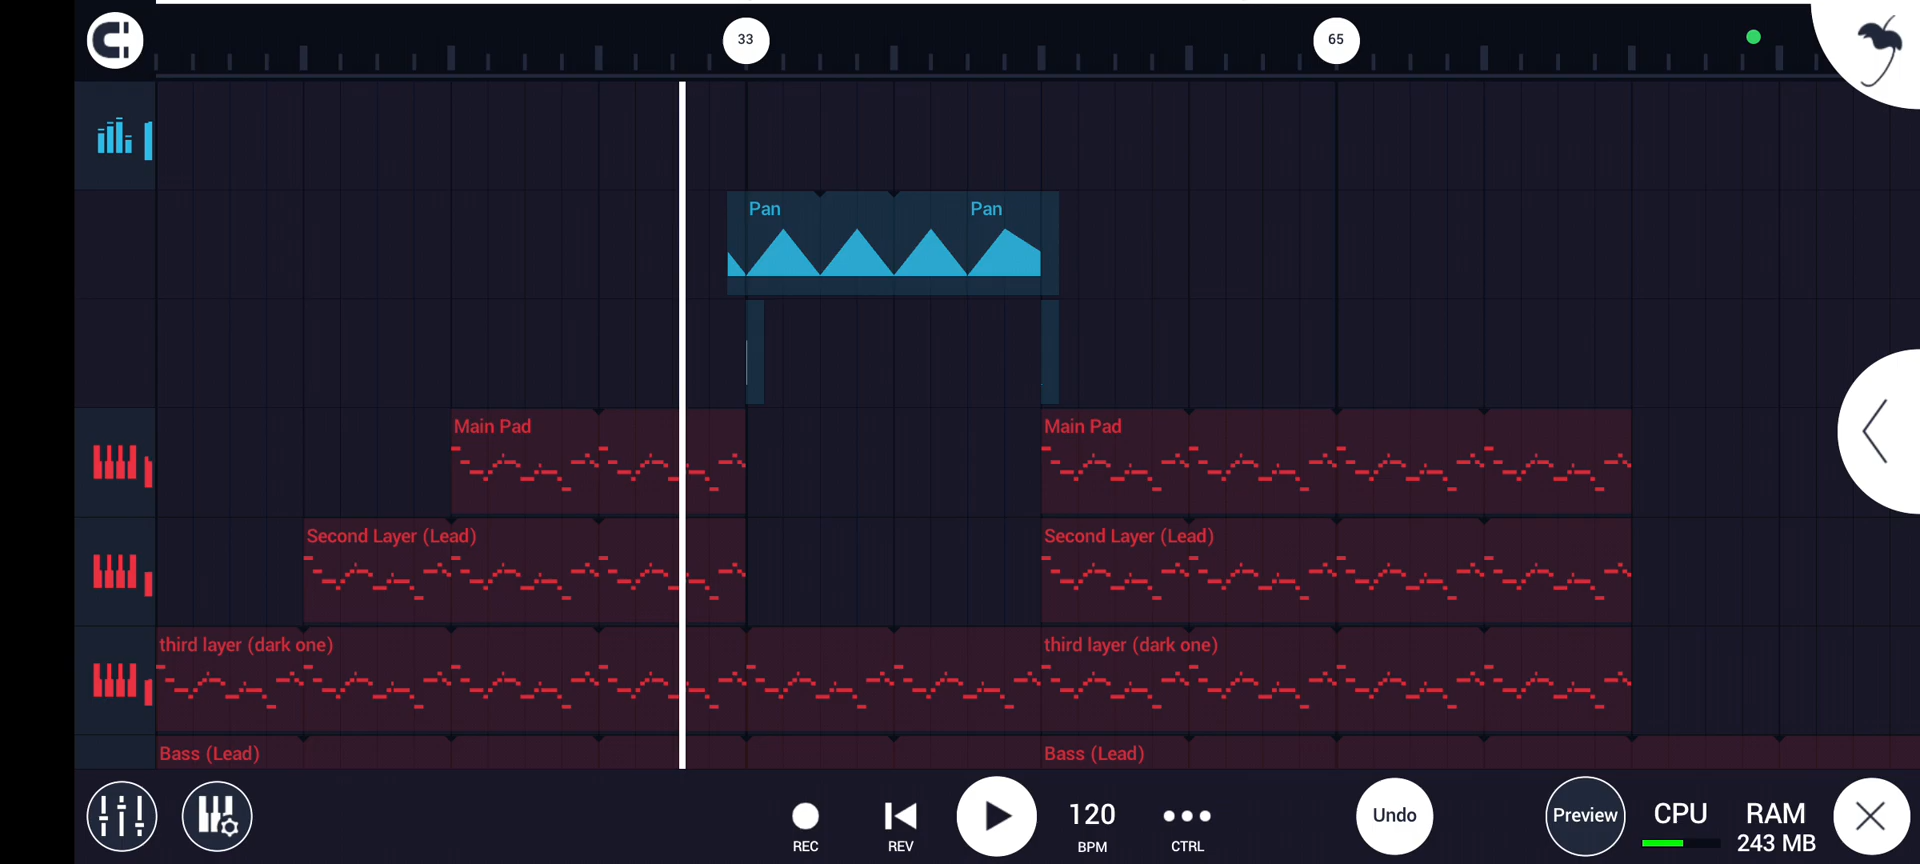 33 65
Pan Pan
Main Pad Main Pad
Second Layer (Lead) Second Layer (Lead)
third layer (dark one) third layer (dark one)
Bass (Lead) Bass (Lead)
REC
REV
120
BPM
CTRL
Undo
Preview
CPU
RAM
243 MB